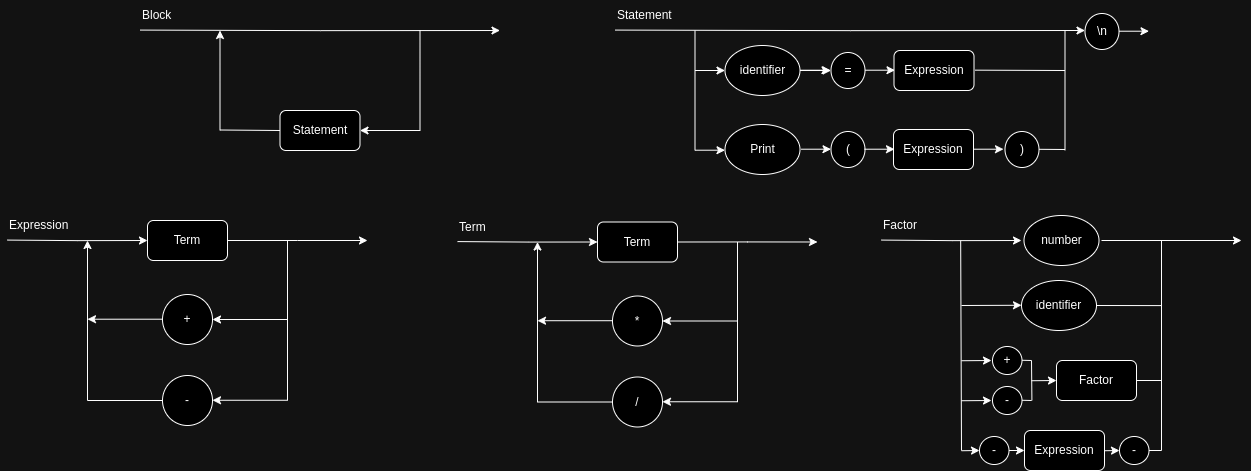 Block
Statement
Statement
\n
identifier
=
Expression
Print
(
Expression
)
Expression
Term
+
-
Term
Term
*
/
Factor
number
identifier
+
-
Factor
-
Expression
-